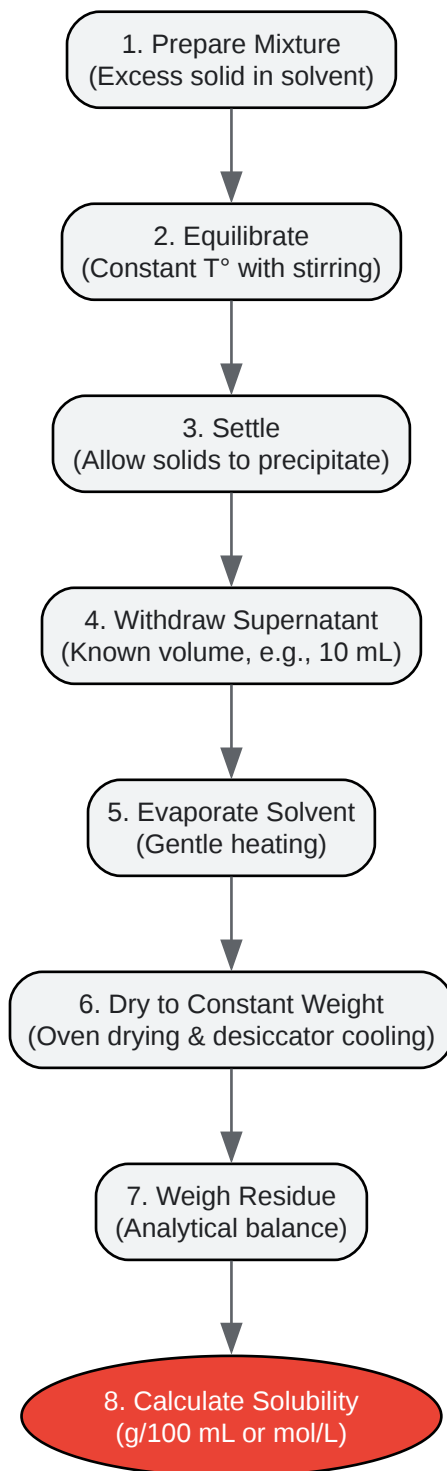 1. Prepare Mixture
(Excess solid in solvent)
2. Equilibrate
(Constant T° with stirring)
3. Settle
(Allow solids to precipitate)
4. Withdraw Supernatant
(Known volume, e.g., 10 mL)
5. Evaporate Solvent
(Gentle heating)
6. Dry to Constant Weight
(Oven drying & desiccator cooling)
7. Weigh Residue
(Analytical balance)
8. Calculate Solubility
(g/100 mL or mol/L)